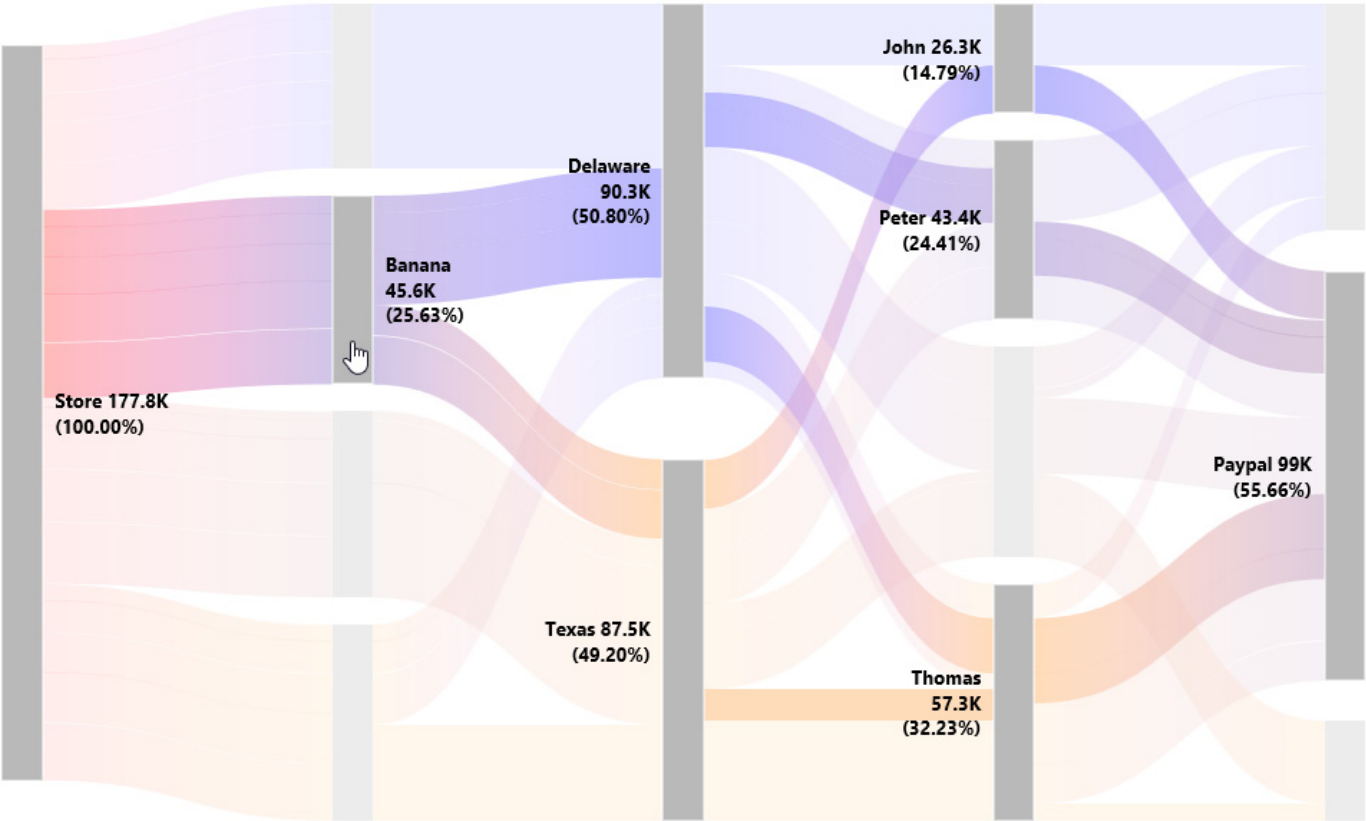 Store 177.8K
(100.00%)
Banana
45.6K
(25.63%)
Delaware
90.3K
(50.80%)
Texas 87.5K
(49.20%)
John 26.3K
(14.79%)
Peter 43.4K
(24.41%)
Thomas
57.3K
(32.23%)
Paypal 99K
(55.66%)